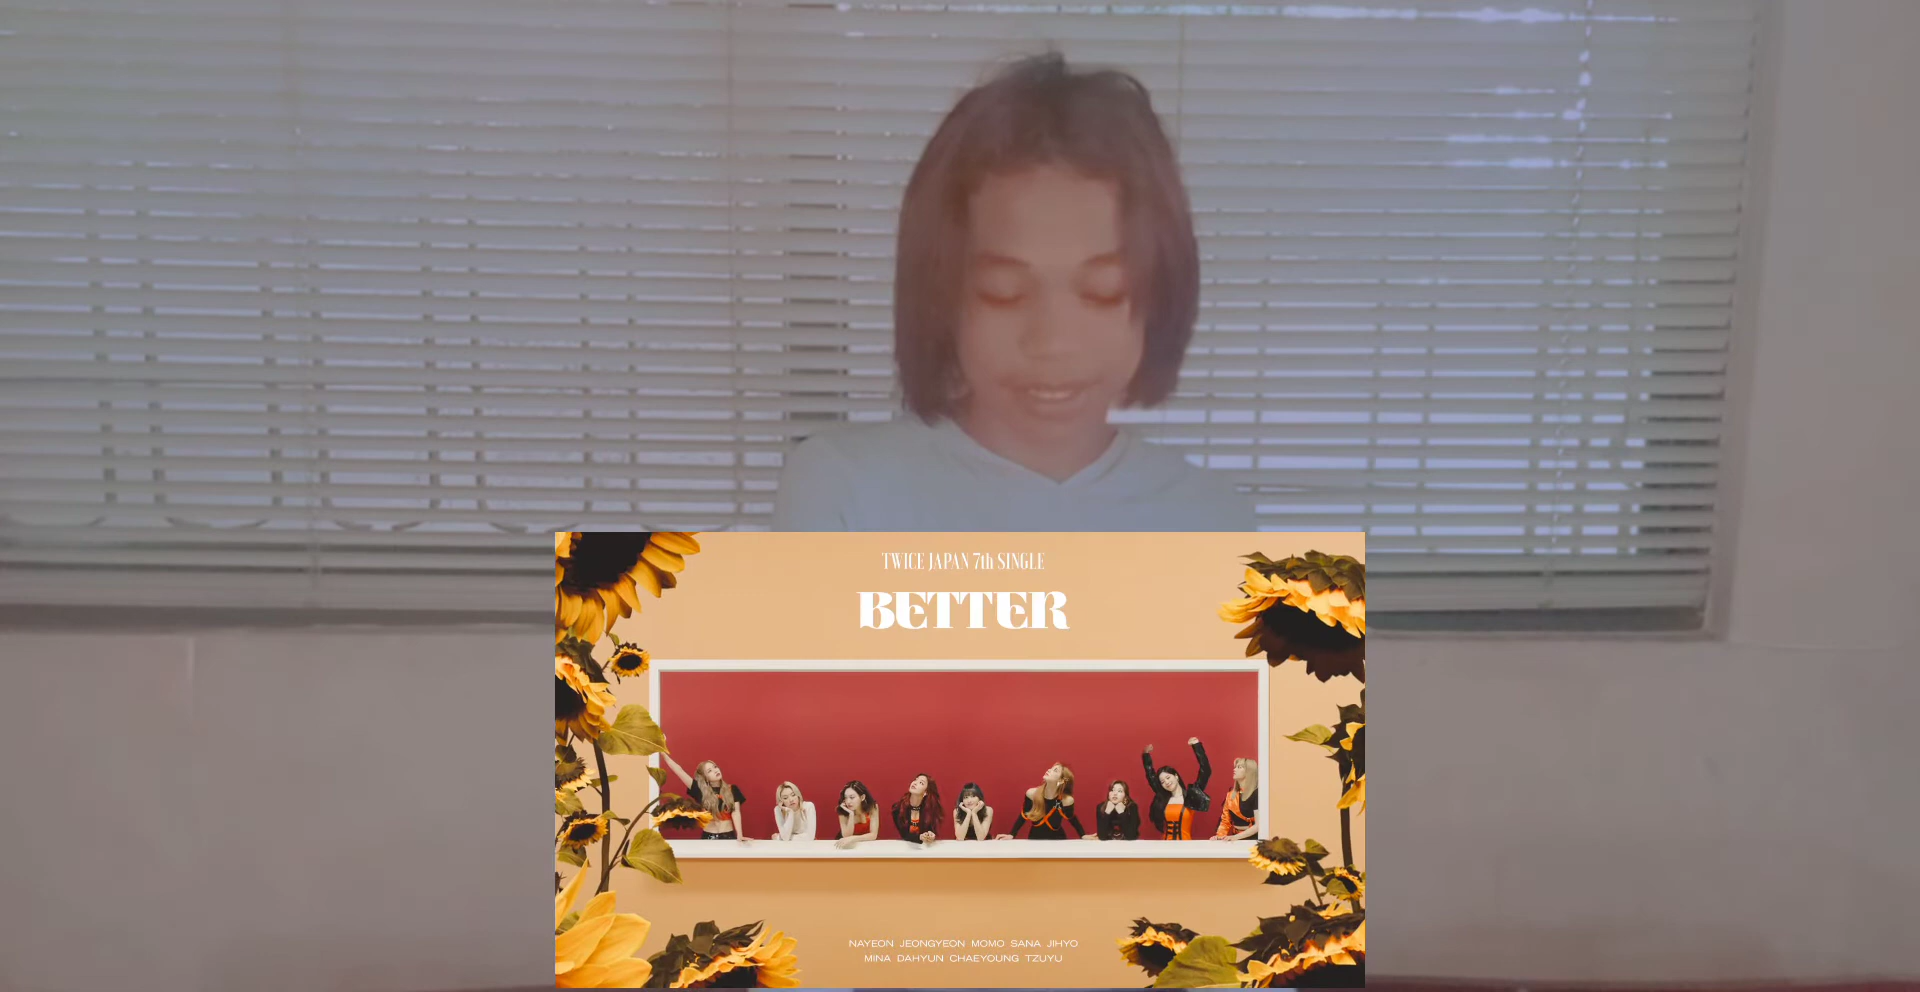 TWICE JAPAN 7th SINGLE
BETTER
NAYEON JEONGYEON MOMO SANA JIHYO
MINA DAHYUN CHAEYOUNG TZUYU